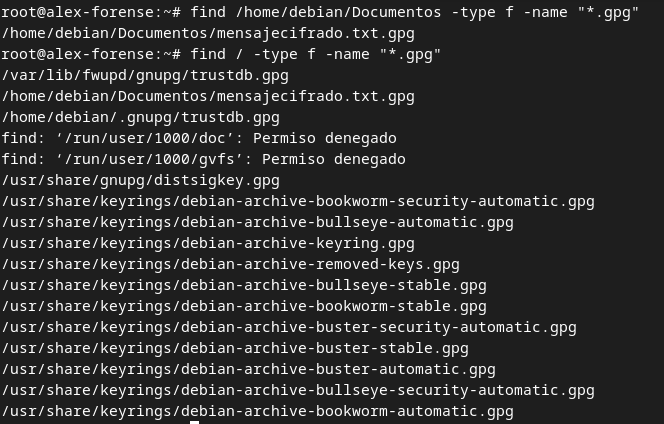 root@alex-forense:~# find /home/debian/Documentos -type f -name "*.gpg"
/home/debian/Documentos/mensajecifrado.txt.gpg
root@alex-forense:~# find / -type f -name "*.gpg"
/var/lib/fwupd/gnupg/trustdb.gpg
/home/debian/Documentos/mensajecifrado.txt.gpg
/home/debian/.gnupg/trustdb.gpg
find: ‘/run/user/1000/doc’: Permiso denegado
find: ‘/run/user/1000/gvfs’: Permiso denegado
/usr/share/gnupg/distsigkey.gpg
/usr/share/keyrings/debian-archive-bookworm-security-automatic.gpg
/usr/share/keyrings/debian-archive-bullseye-automatic.gpg
/usr/share/keyrings/debian-archive-keyring.gpg
/usr/share/keyrings/debian-archive-removed-keys.gpg
/usr/share/keyrings/debian-archive-bullseye-stable.gpg
/usr/share/keyrings/debian-archive-bookworm-stable.gpg
/usr/share/keyrings/debian-archive-buster-security-automatic.gpg
/usr/share/keyrings/debian-archive-buster-stable.gpg
/usr/share/keyrings/debian-archive-buster-automatic.gpg
/usr/share/keyrings/debian-archive-bullseye-security-automatic.gpg
/usr/share/keyrings/debian-archive-bookworm-automatic.gpg